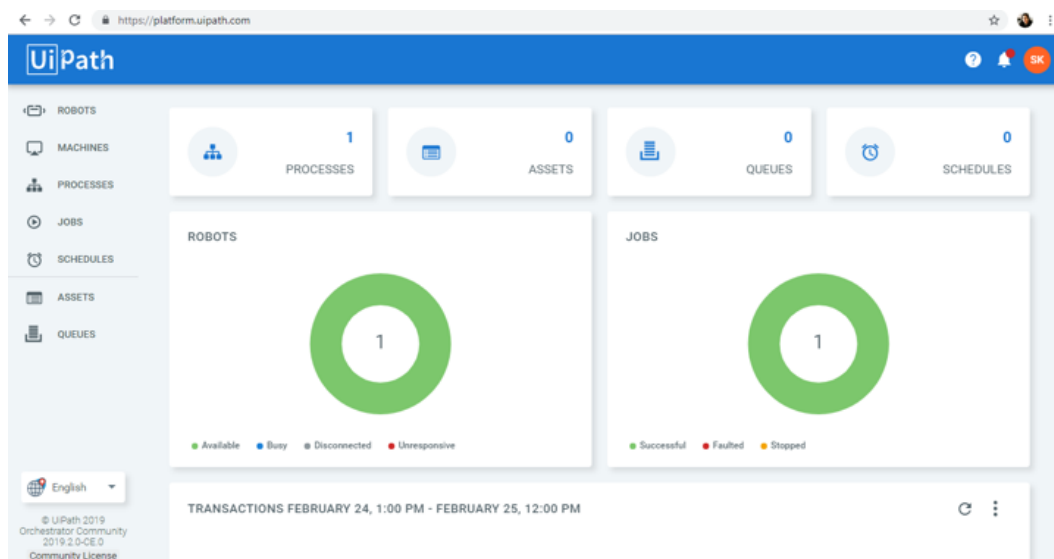 https://platform.uipath.com
UiPath
SK
ROBOTS
MACHINES
PROCESSES
JOBS
SCHEDULES
ASSETS
QUEUES
1
PROCESSES
0
ASSETS
0
QUEUES
0
SCHEDULES
ROBOTS
1
Available Busy Disconnected Unresponsive
JOBS
1
Successful Faulted Stopped
TRANSACTIONS FEBRUARY 24, 1:00 PM - FEBRUARY 25, 12:00 PM
English
© UiPath 2019
Orchestrator Community
2019.2.0-CE.0
Community License